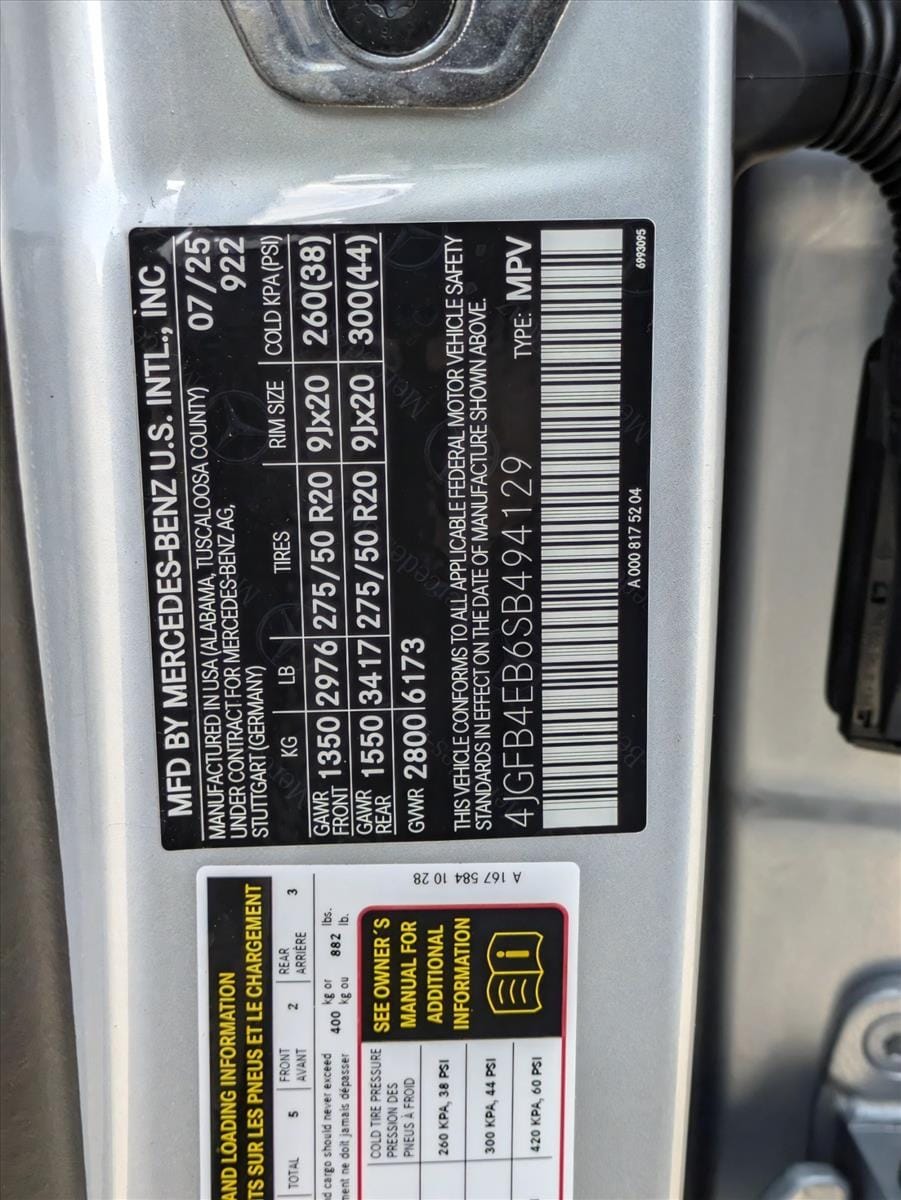 MFD BY MERCEDES-BENZ U.S. INTL., INC
MANUFACTURED IN USA (ALABAMA, TUSCALOOSA COUNTY) 07/25
UNDER CONTRACT FOR MERCEDES-BENZ AG, 922
STUTTGART (GERMANY)
KG LB TIRES RIM SIZE COLD KPA(PSI)
GAWR FRONT 1350 2976 275/50 R20 9Jx20 260(38)
GAWR REAR 1550 3417 275/50 R20 9Jx20 300(44)
GVWR 2800 6173
THIS VEHICLE CONFORMS TO ALL APPLICABLE FEDERAL MOTOR VEHICLE SAFETY
STANDARDS IN EFFECT ON THE DATE OF MANUFACTURE SHOWN ABOVE.
4JGFB4EB6SB494129 TYPE: MPV
A 000 817 52 04 6993095
AND LOADING INFORMATION
TS SUR LES PNEUS ET LE CHARGEMENT
TOTAL 5 FRONT AVANT 2 REAR ARRIÈRE 3
d cargo should never exceed 400 kg or 882 lbs.
ment ne doit jamais dépasser kg ou lb.
COLD TIRE PRESSURE
PRESSION DES
PNEUS À FROID
260 KPA, 38 PSI
300 KPA, 44 PSI
420 KPA, 60 PSI
SEE OWNER'S
MANUAL FOR
ADDITIONAL
INFORMATION
A 167 584 10 28